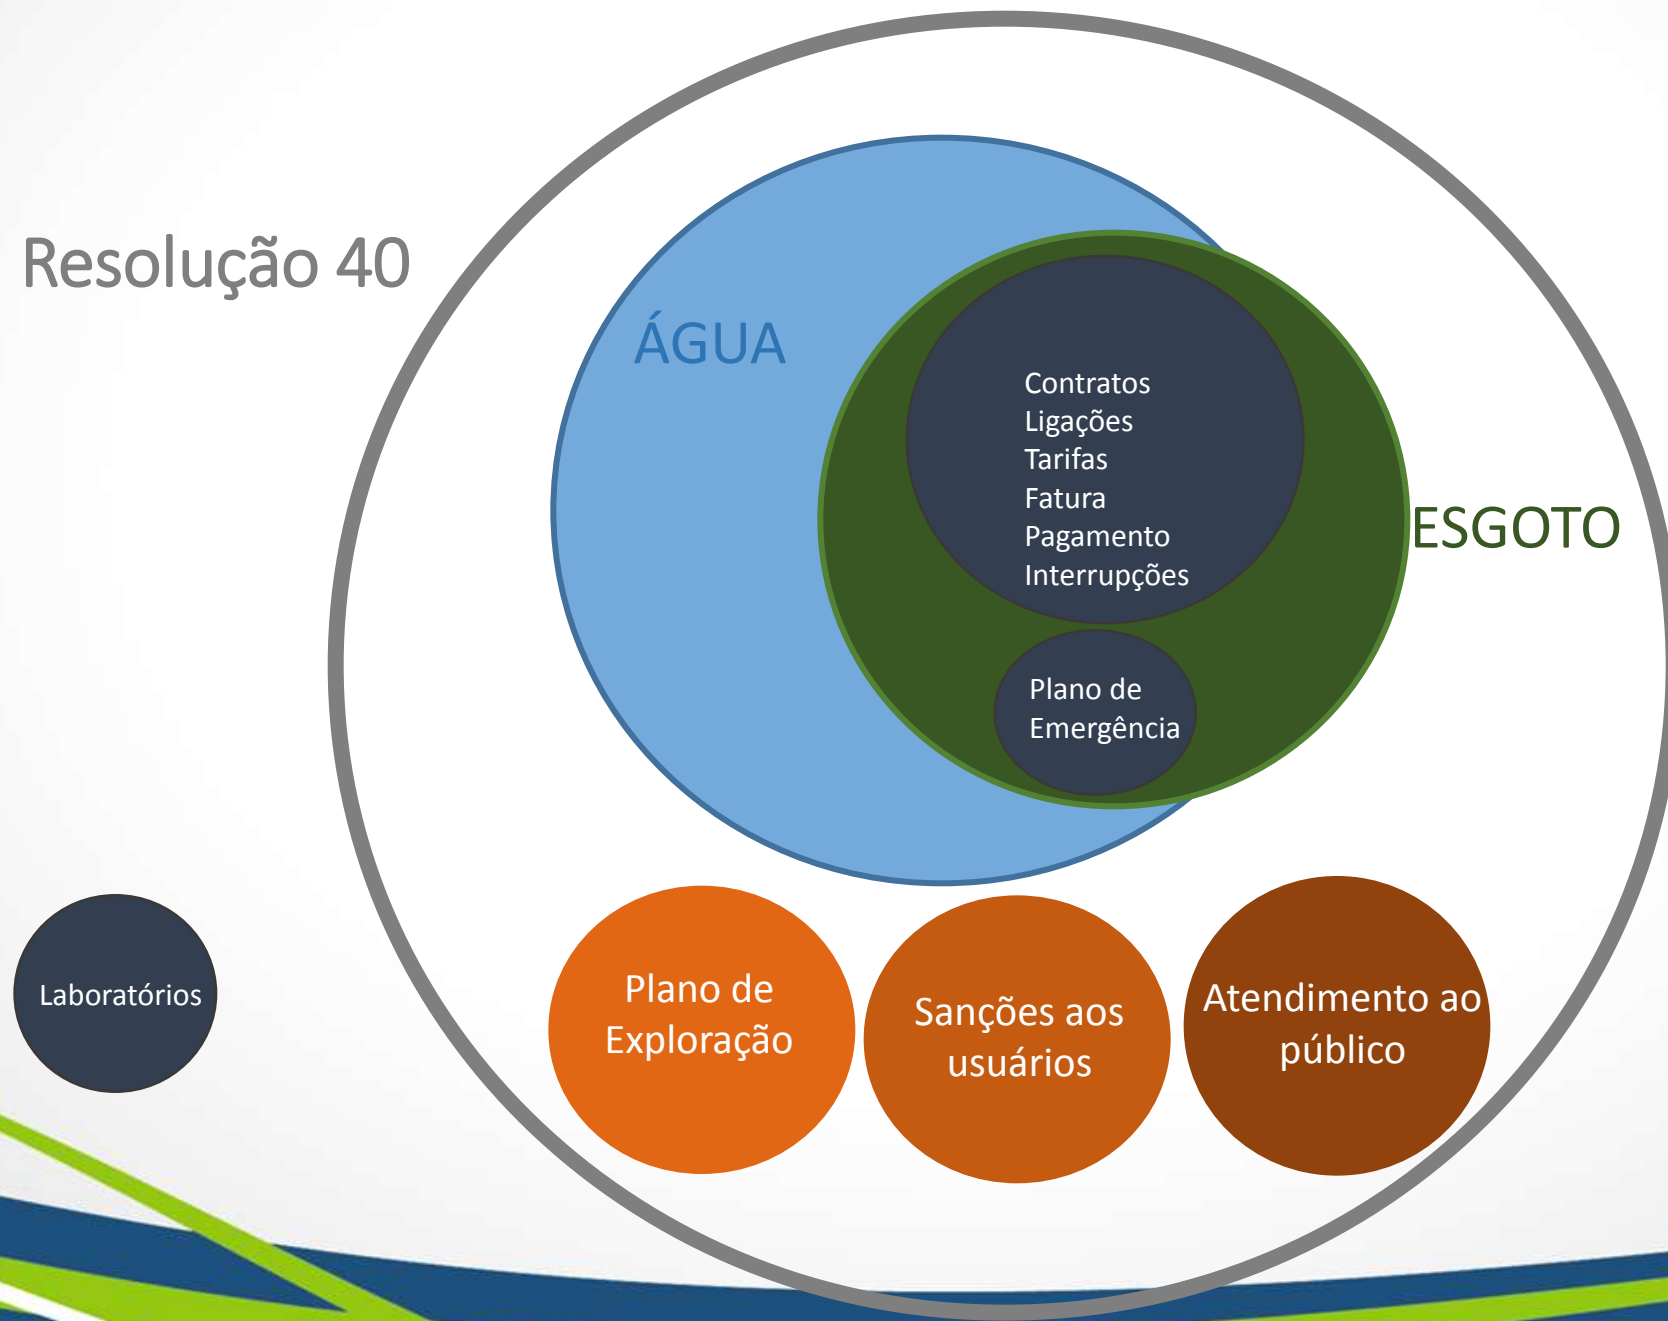 Resolução 40
ÁGUA
Contratos
Ligações
Tarifas
Fatura
Pagamento
Interrupções
ESGOTO
Plano de
Emergência
Laboratórios
Plano de
Exploração
Sanções aos
usuários
Atendimento ao
público